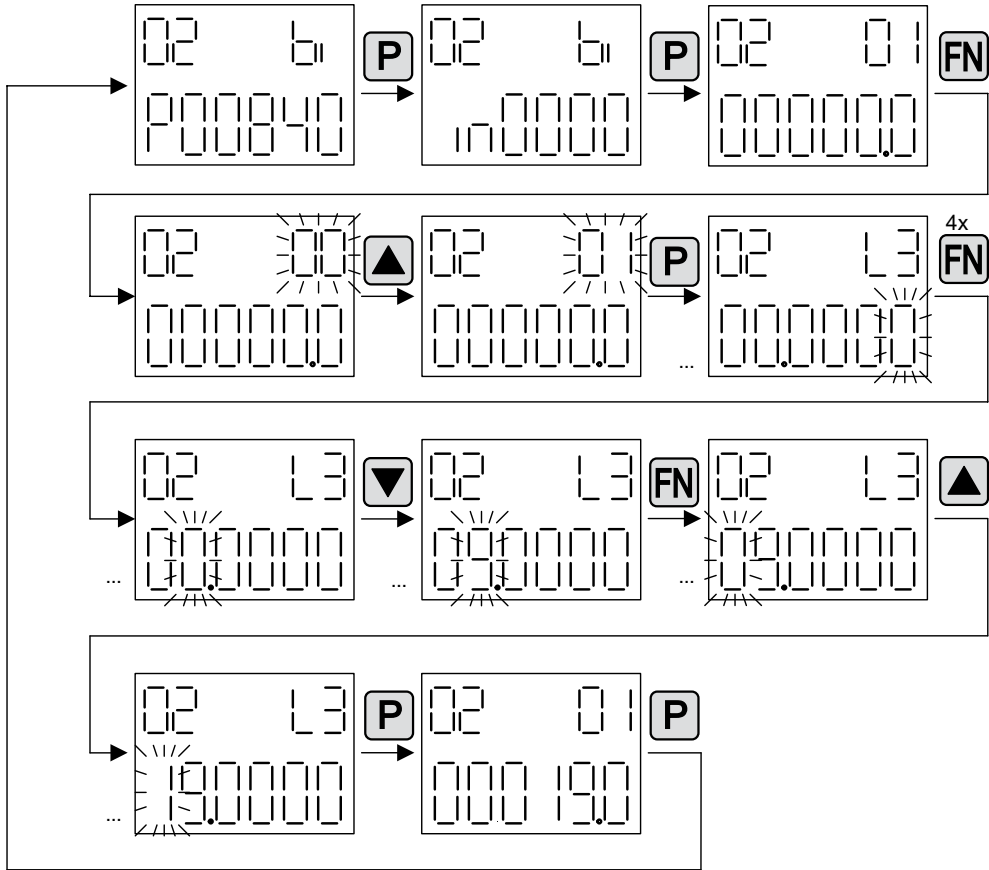 02 bi
P00840
P
02 bi
in0000
P
02 01
00000.0
FN
02 00
00000.0
02 01
00000.0
P
02 L3
... 00.0000
4x
FN
02 L3
... 00.0000
02 L3
... 09.0000
FN
02 L3
... 09.0000
02 L3
... 19.0000
P
02 01
00019.0
P